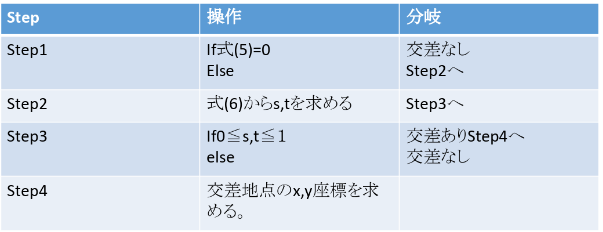 Step 操作 分岐
Step1 If式(5)=0 交差なし
Else Step2へ
Step2 式(6)からs,tを求める Step3へ
Step3 If0≦s,t≦1 交差ありStep4へ
else 交差なし
Step4 交差地点のx,y座標を求
める。